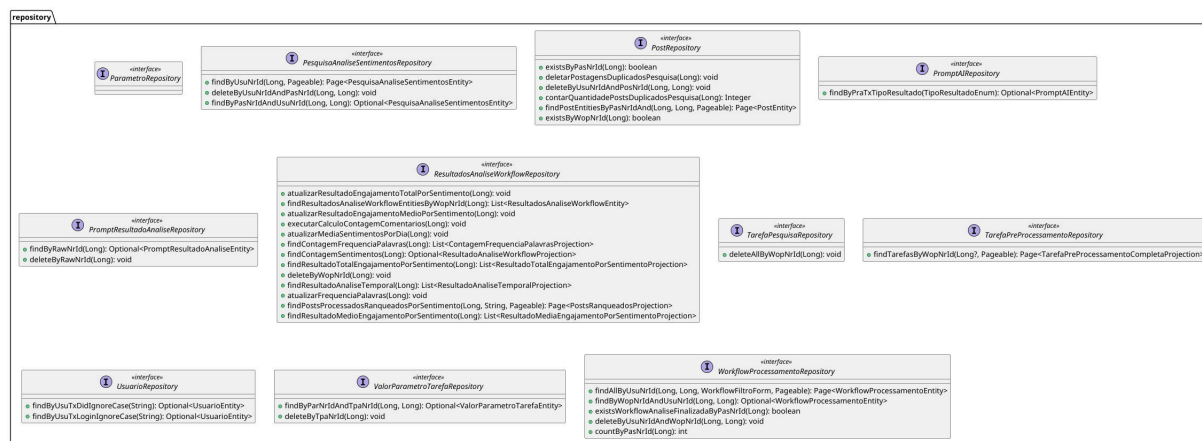 repository
«interface»
ParametroRepository
«interface»
PesquisaAnaliseSentimentosRepository
findByUsuNrId(Long, Pageable): Page<PesquisaAnaliseSentimentosEntity>
deleteByUsuNrIdAndPasNrId(Long, Long): void
findByPasNrIdAndUsuNrId(Long, Long): Optional<PesquisaAnaliseSentimentosEntity>
«interface»
PostRepository
existsByPasNrId(Long): boolean
deletarPostagensDuplicadosPesquisa(Long): void
deleteByUsuNrIdAndPosNrId(Long, Long): void
contarQuantidadePostsDuplicadosPesquisa(Long): Integer
findPostEntitiesByPasNrIdAnd(Long, Long, Pageable): Page<PostEntity>
existsByWopNrId(Long): boolean
«interface»
PromptAIRepository
findByPraTxTipoResultado(TipoResultadoEnum): Optional<PromptAIEntity>
«interface»
PromptResultadoAnaliseRepository
findByRawNrId(Long): Optional<PromptResultadoAnaliseEntity>
deleteByRawNrId(Long): void
«interface»
ResultadosAnaliseWorkflowRepository
atualizarResultadoEngajamentoTotalPorSentimento(Long): void
findResultadosAnaliseWorkflowEntitiesByWopNrId(Long): List<ResultadosAnaliseWorkflowEntity>
atualizarResultadoEngajamentoMedioPorSentimento(Long): void
executarCalculoContagemComentarios(Long): void
atualizarMediaSentimentosPorDia(Long): void
findContagemFrequenciaPalavras(Long): List<ContagemFrequenciaPalavrasProjection>
findContagemSentimentos(Long): Optional<ResultadoAnaliseWorkflowProjection>
findResultadoTotalEngajamentoPorSentimento(Long): List<ResultadoTotalEngajamentoPorSentimentoProjection>
deleteByWopNrId(Long): void
findResultadoAnaliseTemporal(Long): List<ResultadoAnaliseTemporalProjection>
atualizarFrequenciaPalavras(Long): void
findPostsProcessadosRanqueadosPorSentimento(Long, String, Pageable): Page<PostsRanqueadosProjection>
findResultadoMedioEngajamentoPorSentimento(Long): List<ResultadoMediaEngajamentoPorSentimentoProjection>
«interface»
TarefaPesquisaRepository
deleteAllByWopNrId(Long): void
«interface»
TarefaPreProcessamentoRepository
findTarefasByWopNrId(Long?, Pageable): Page<TarefaPreProcessamentoCompletaProjection>
«interface»
UsuarioRepository
findByUsuTxDidIgnoreCase(String): Optional<UsuarioEntity>
findByUsuTxLoginIgnoreCase(String): Optional<UsuarioEntity>
«interface»
ValorParametroTarefaRepository
findByParNrIdAndTpaNrId(Long, Long): Optional<ValorParametroTarefaEntity>
deleteByTpaNrId(Long): void
«interface»
WorkflowProcessamentoRepository
findAllByUsuNrId(Long, Long, WorkflowFiltroForm, Pageable): Page<WorkflowProcessamentoEntity>
findByWopNrIdAndUsuNrId(Long, Long): Optional<WorkflowProcessamentoEntity>
existsWorkflowAnaliseFinalizadaByPasNrId(Long): boolean
deleteByUsuNrIdAndWopNrId(Long, Long): void
countByPasNrId(Long): int